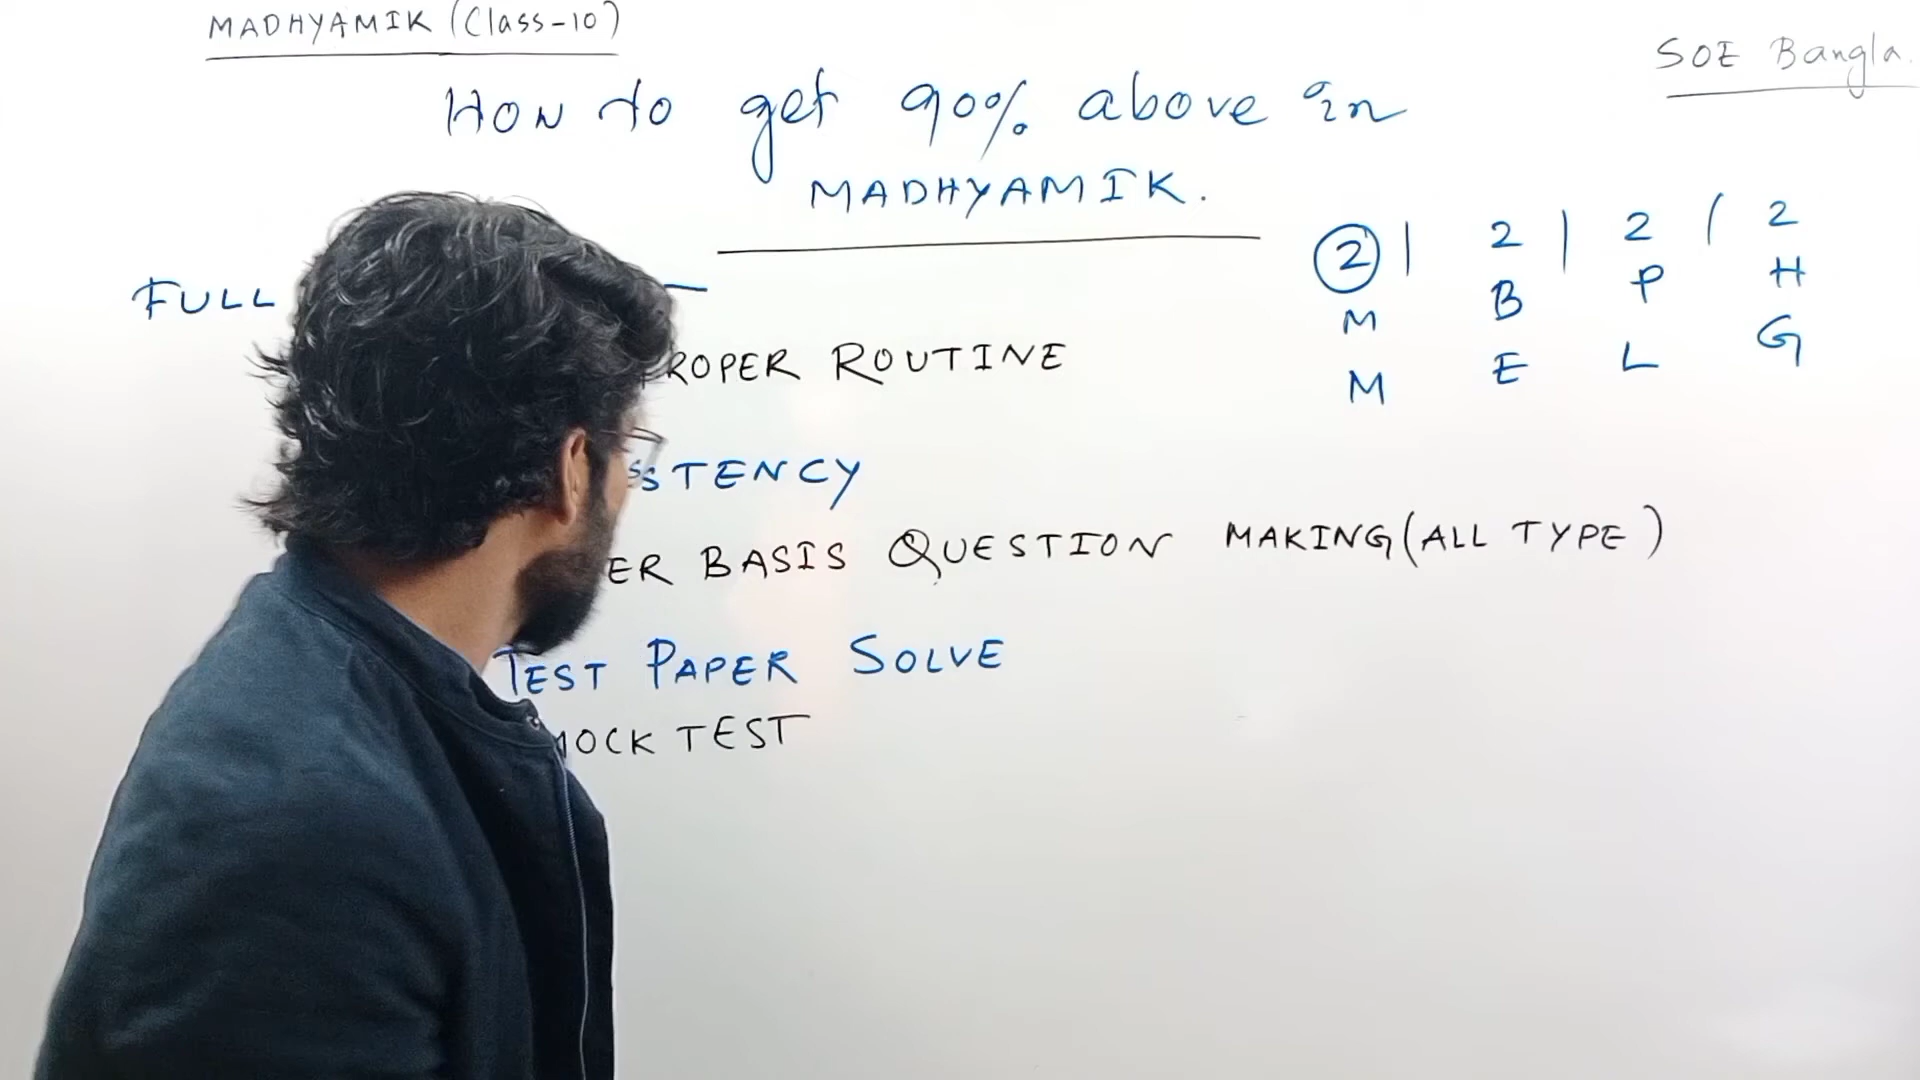 MADHYAMIK (Class-10)
SOE Bangla.
How to get 90% above in
MADHYAMIK.
2 | 2 | 2 | 2
M B P H
M E L G
FULL
ROPER ROUTINE
STENCY
ER BASIS QUESTION MAKING (ALL TYPE)
TEST PAPER SOLVE
MOCK TEST